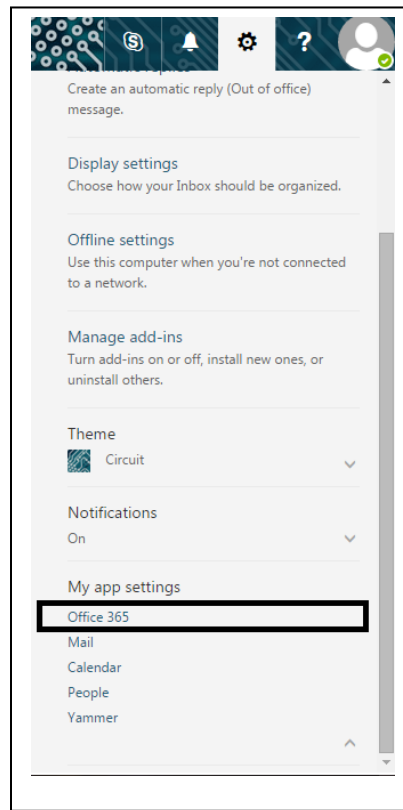 Create an automatic reply (Out of office)
message.
Display settings
Choose how your Inbox should be organized.
Offline settings
Use this computer when you're not connected
to a network.
Manage add-ins
Turn add-ins on or off, install new ones, or
uninstall others.
Theme
Circuit
Notifications
On
My app settings
Office 365
Mail
Calendar
People
Yammer